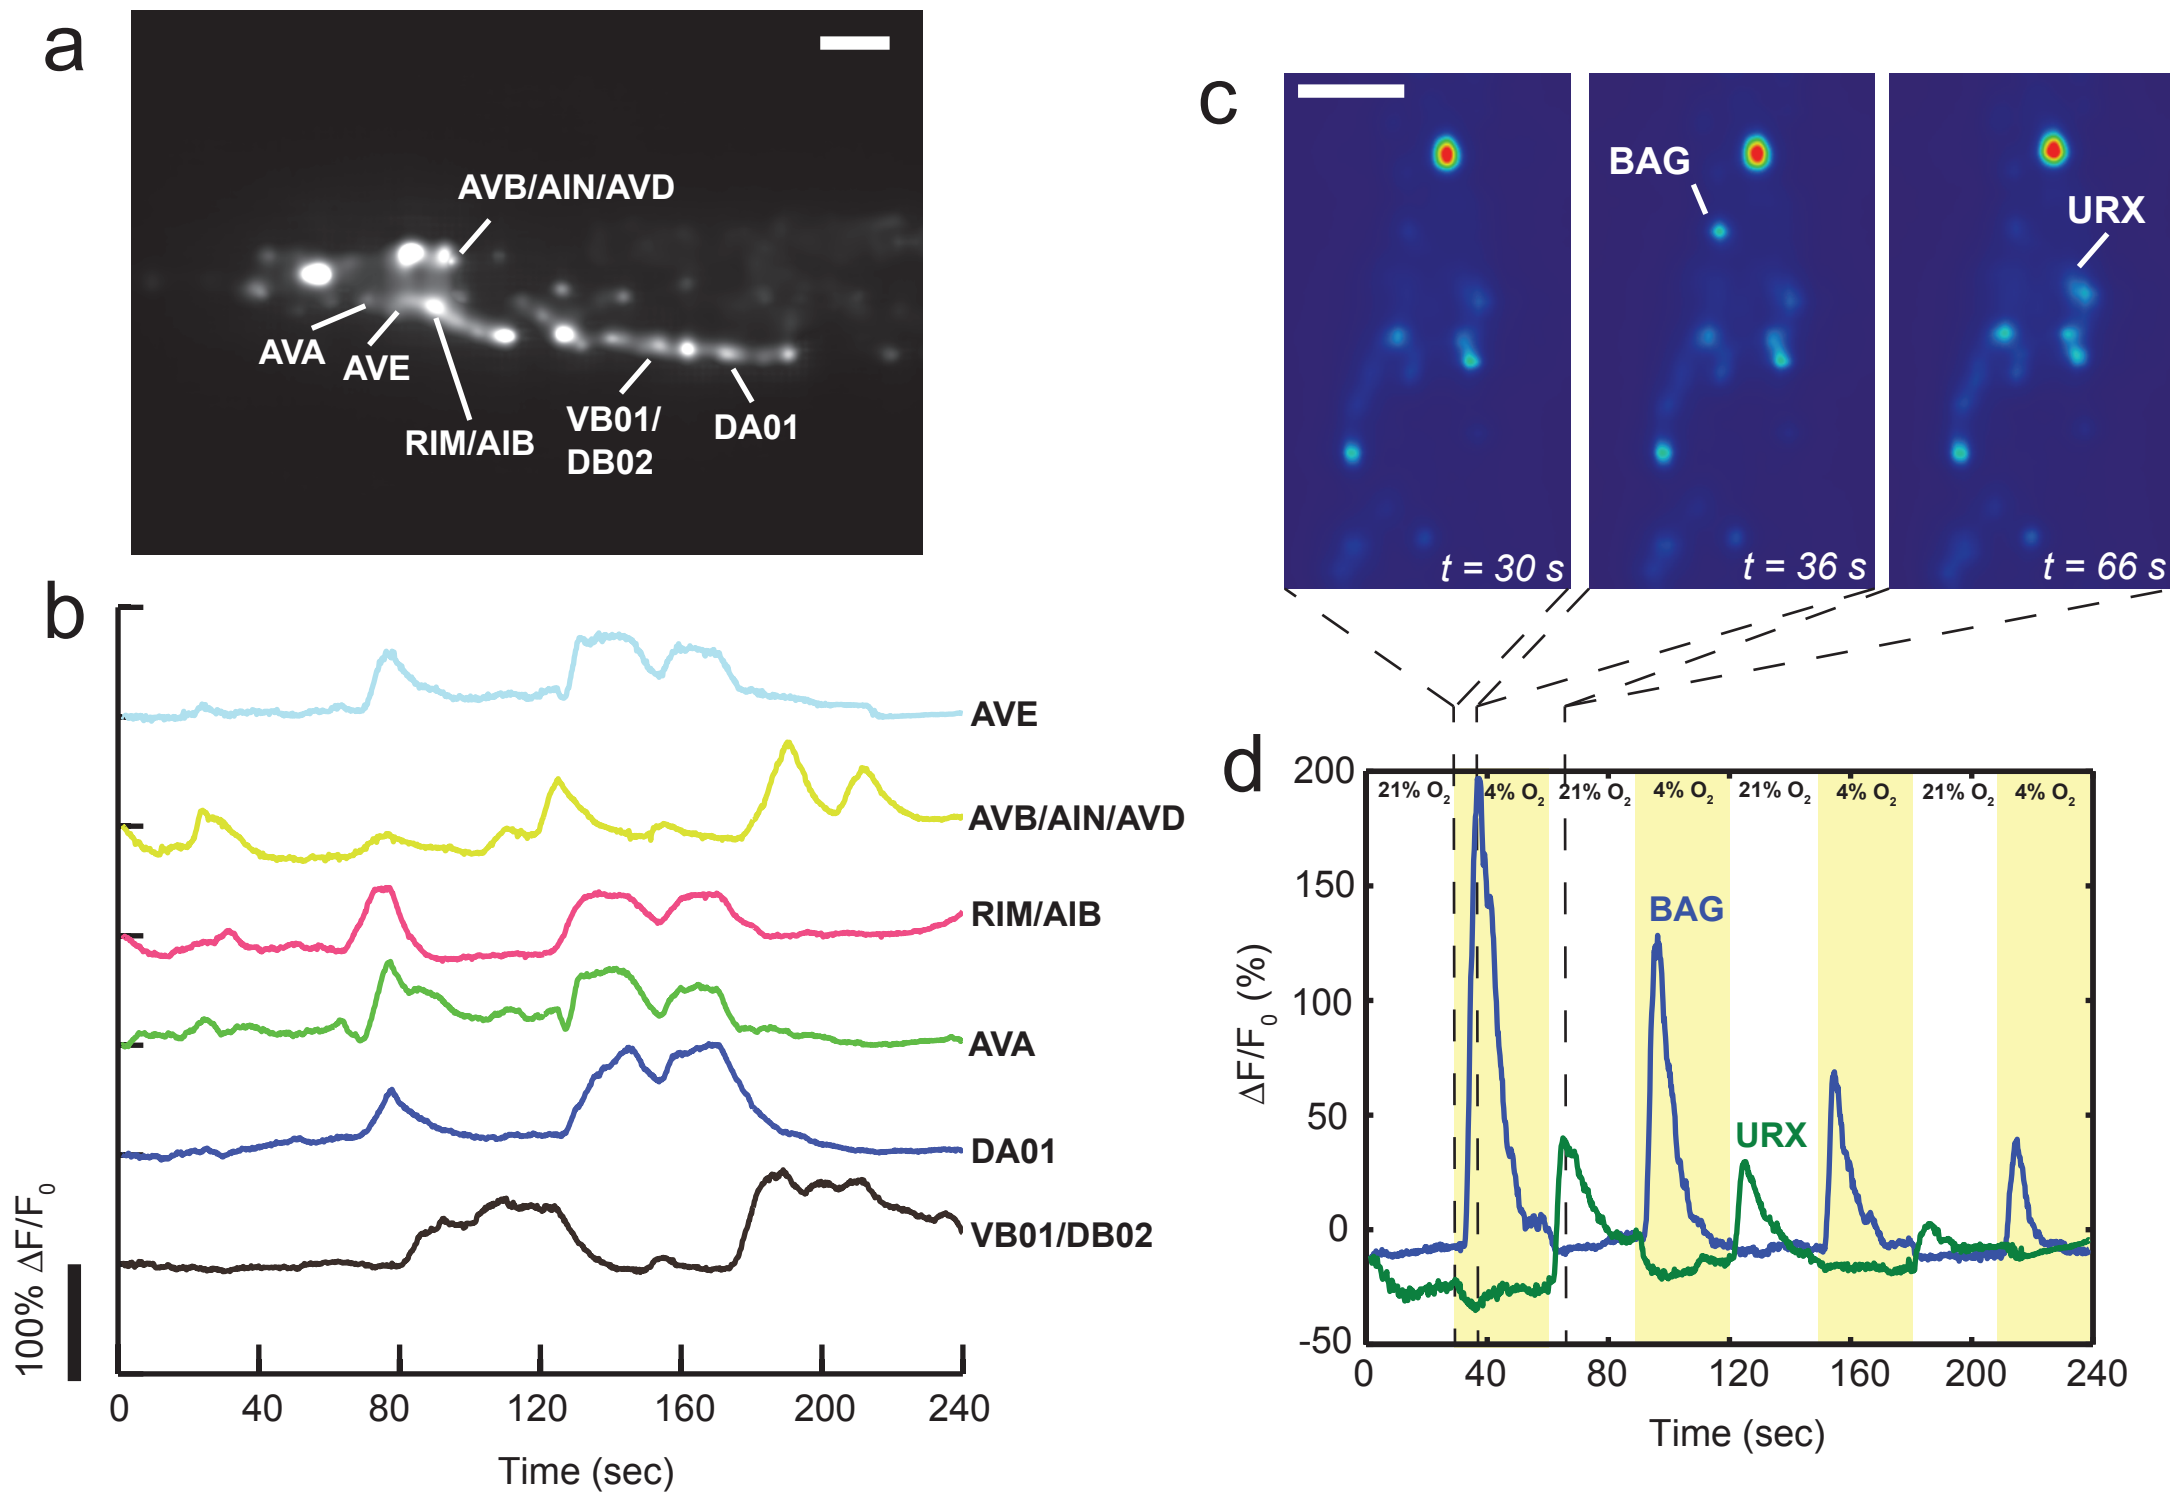 a
AVB/AIN/AVD
AVA
AVE
RIM/AIB
VB01/
DB02
DA01
b
AVE
AVB/AIN/AVD
RIM/AIB
AVA
DA01
VB01/DB02
100% ΔF/F0
0 40 80 120 160 200 240
Time (sec)
c
BAG
URX
t = 30 s
t = 36 s
t = 66 s
d
200
150
100
50
0
-50
ΔF/F0 (%)
21% O2 4% O2 21% O2 4% O2 21% O2 4% O2 21% O2 4% O2
BAG
URX
0 40 80 120 160 200 240
Time (sec)